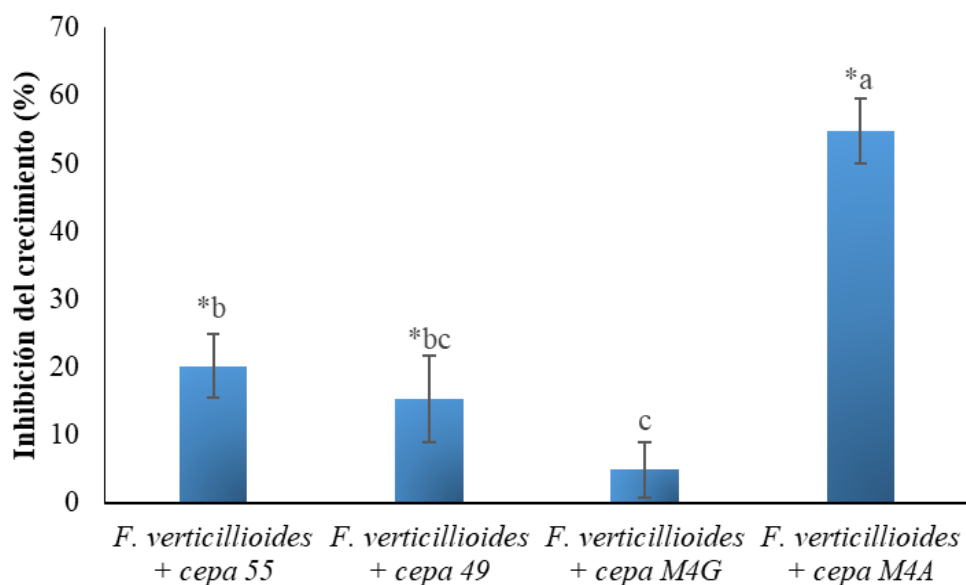 Inhibición del crecimiento (%)
70
60
50
40
30
20
10
0
*b
*bc
c
*a
F. verticillioides
+ cepa 55
F. verticillioides
+ cepa 49
F. verticillioides
+ cepa M4G
F. verticillioides
+ cepa M4A